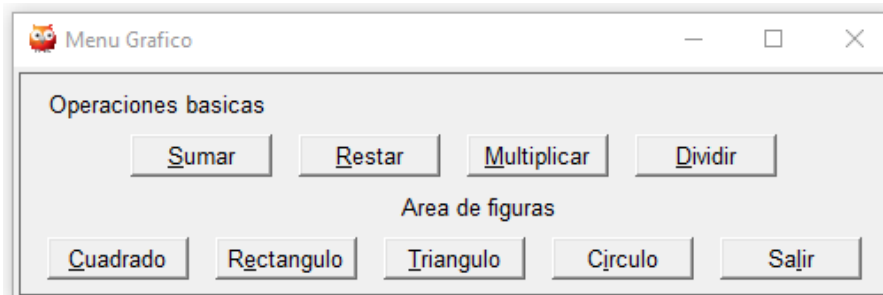 Menu Grafico
Operaciones basicas
Sumar Restar Multiplicar Dividir
Area de figuras
Cuadrado Rectangulo Triangulo Circulo Salir